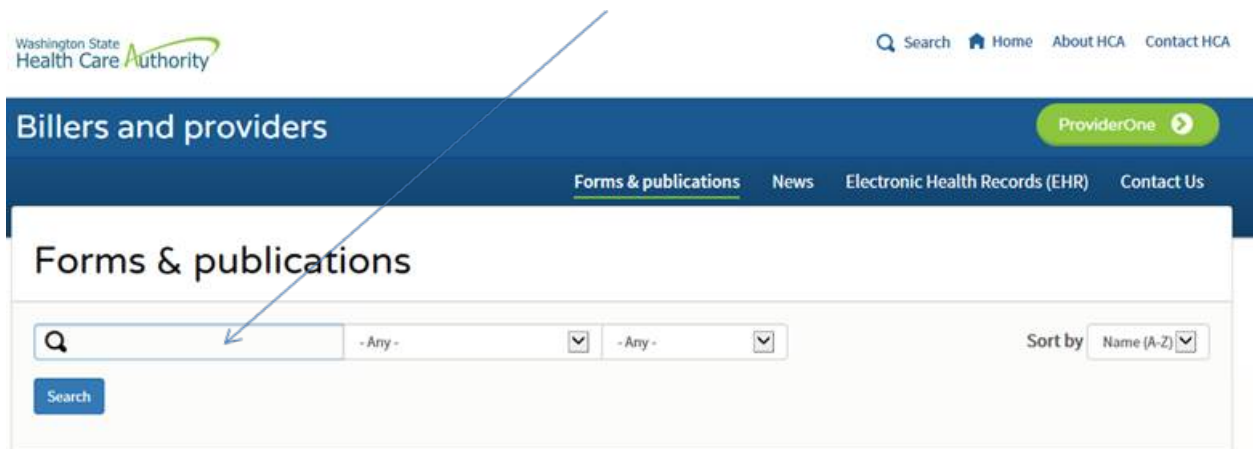 Washington State
Health Care Authority
Search Home About HCA Contact HCA
Billers and providers
ProviderOne
Forms & publications News Electronic Health Records (EHR) Contact Us
Forms & publications
- Any - - Any - Sort by Name (A-Z)
Search